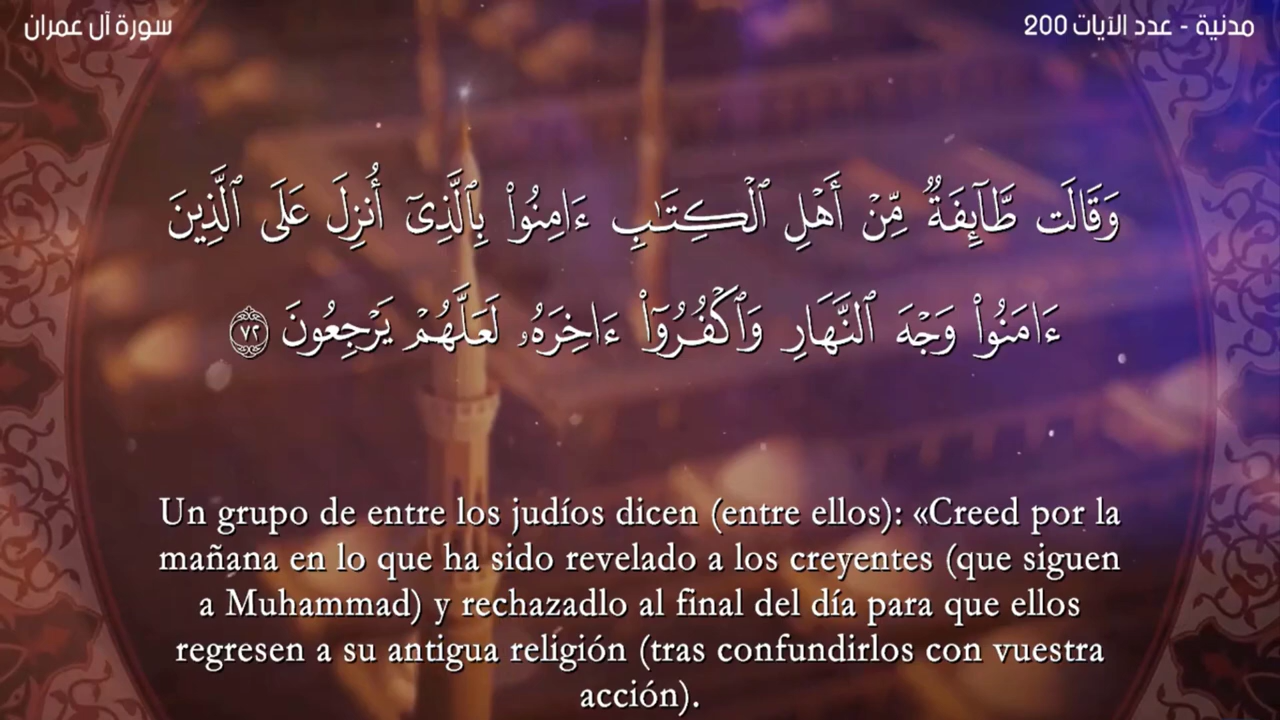 سورة آل عمران
مدنية - عدد الآيات 200
وَقَالَت طَّآئِفَةٌ مِّنْ أَهْلِ ٱلْكِتَٰبِ ءَامِنُوا۟ بِٱلَّذِىٓ أُنزِلَ عَلَى ٱلَّذِينَ
ءَامَنُوا۟ وَجْهَ ٱلنَّهَارِ وَٱكْفُرُوٓا۟ ءَاخِرَهُۥ لَعَلَّهُمْ يَرْجِعُونَ ٧٢
Un grupo de entre los judíos dicen (entre ellos): «Creed por la
mañana en lo que ha sido revelado a los creyentes (que siguen
a Muhammad) y rechazadlo al final del día para que ellos
regresen a su antigua religión (tras confundirlos con vuestra
acción).